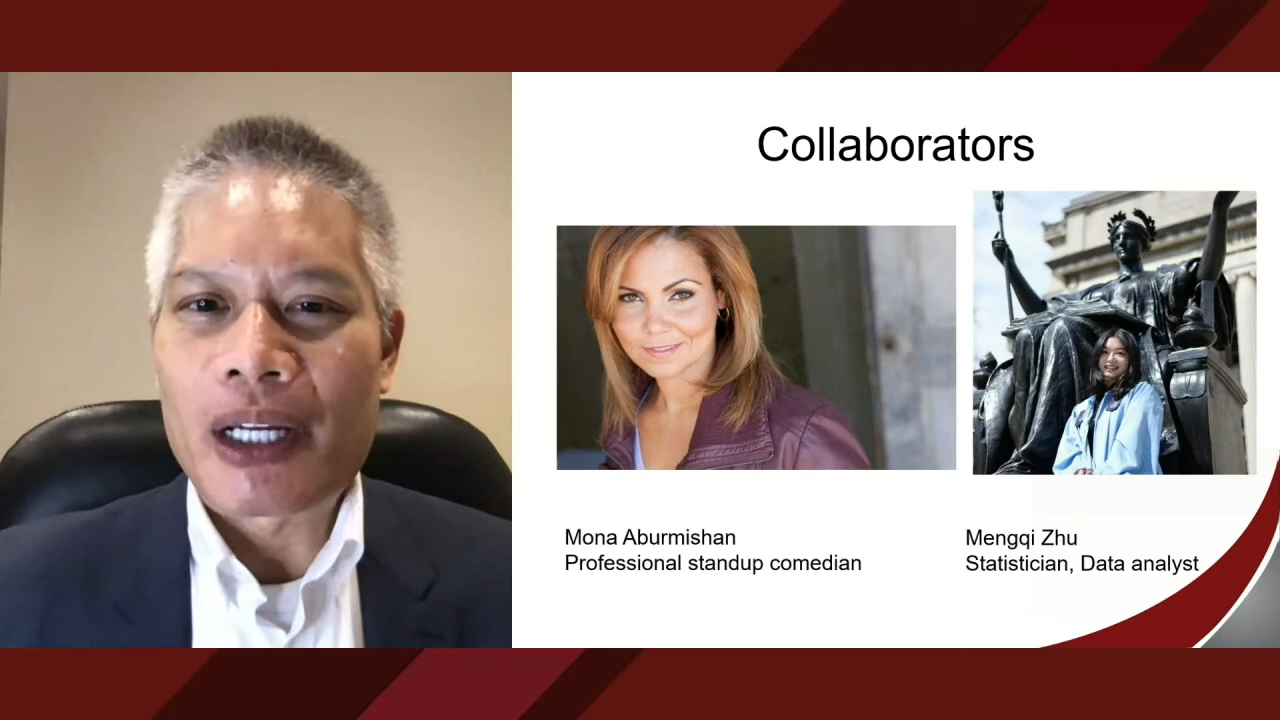 Collaborators
Mona Aburmishan
Professional standup comedian
Mengqi Zhu
Statistician, Data analyst